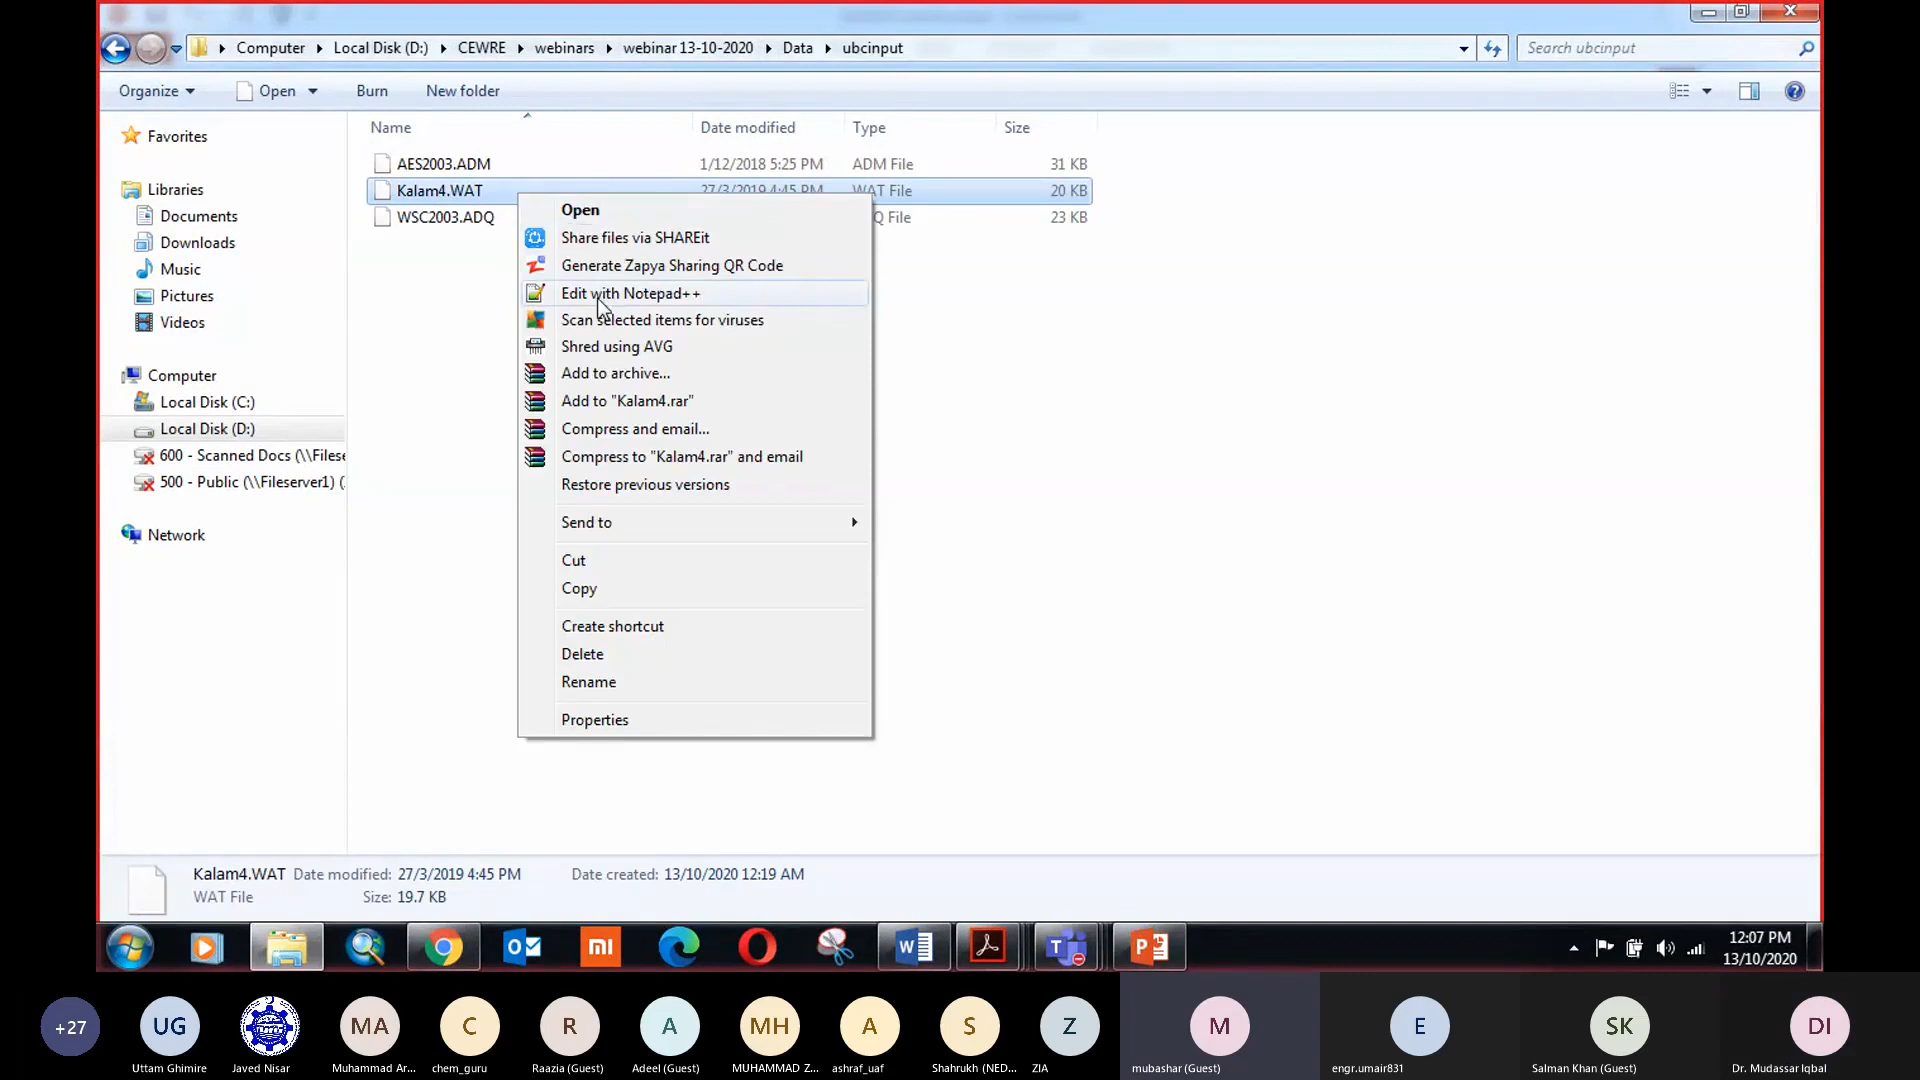 Computer
Local Disk (D:)
CEWRE
webinars
webinar 13-10-2020
Data
ubcinput
Search ubcinput
Organize
Open
Burn
New folder
Name
Date modified
Type
Size
Favorites
Libraries
Documents
Downloads
Music
Pictures
Videos
Computer
Local Disk (C:)
Local Disk (D:)
600 - Scanned Docs (\\Filese
500 - Public (\\Fileserver1) (
Network
AES2003.ADM 1/12/2018 5:25 PM ADM File 31 KB
Kalam4.WAT 27/3/2019 4:45 PM WAT File 20 KB
WSC2003.ADQ Q File 23 KB
Open
Share files via SHAREit
Generate Zapya Sharing QR Code
Edit with Notepad++
Scan selected items for viruses
Shred using AVG
Add to archive...
Add to "Kalam4.rar"
Compress and email...
Compress to "Kalam4.rar" and email
Restore previous versions
Send to
Cut
Copy
Create shortcut
Delete
Rename
Properties
Kalam4.WAT Date modified: 27/3/2019 4:45 PM Date created: 13/10/2020 12:19 AM
WAT File Size: 19.7 KB
12:07 PM
13/10/2020
+27
UG
MA
C
R
A
MH
A
S
Z
M
E
SK
DI
Uttam Ghimire
Javed Nisar
Muhammad Ar...
chem_guru
Raazia (Guest)
Adeel (Guest)
MUHAMMAD Z...
ashraf_uaf
Shahrukh (NED...
ZIA
mubashar (Guest)
engr.umair831
Salman Khan (Guest)
Dr. Mudassar Iqbal